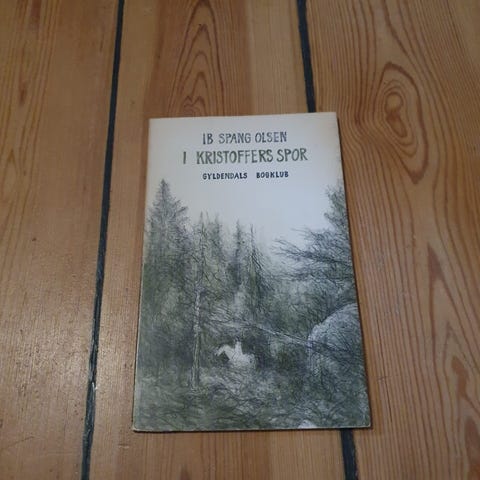 IB SPANG OLSEN
I KRISTOFFERS SPOR
GYLDENDALS BOGKLUB